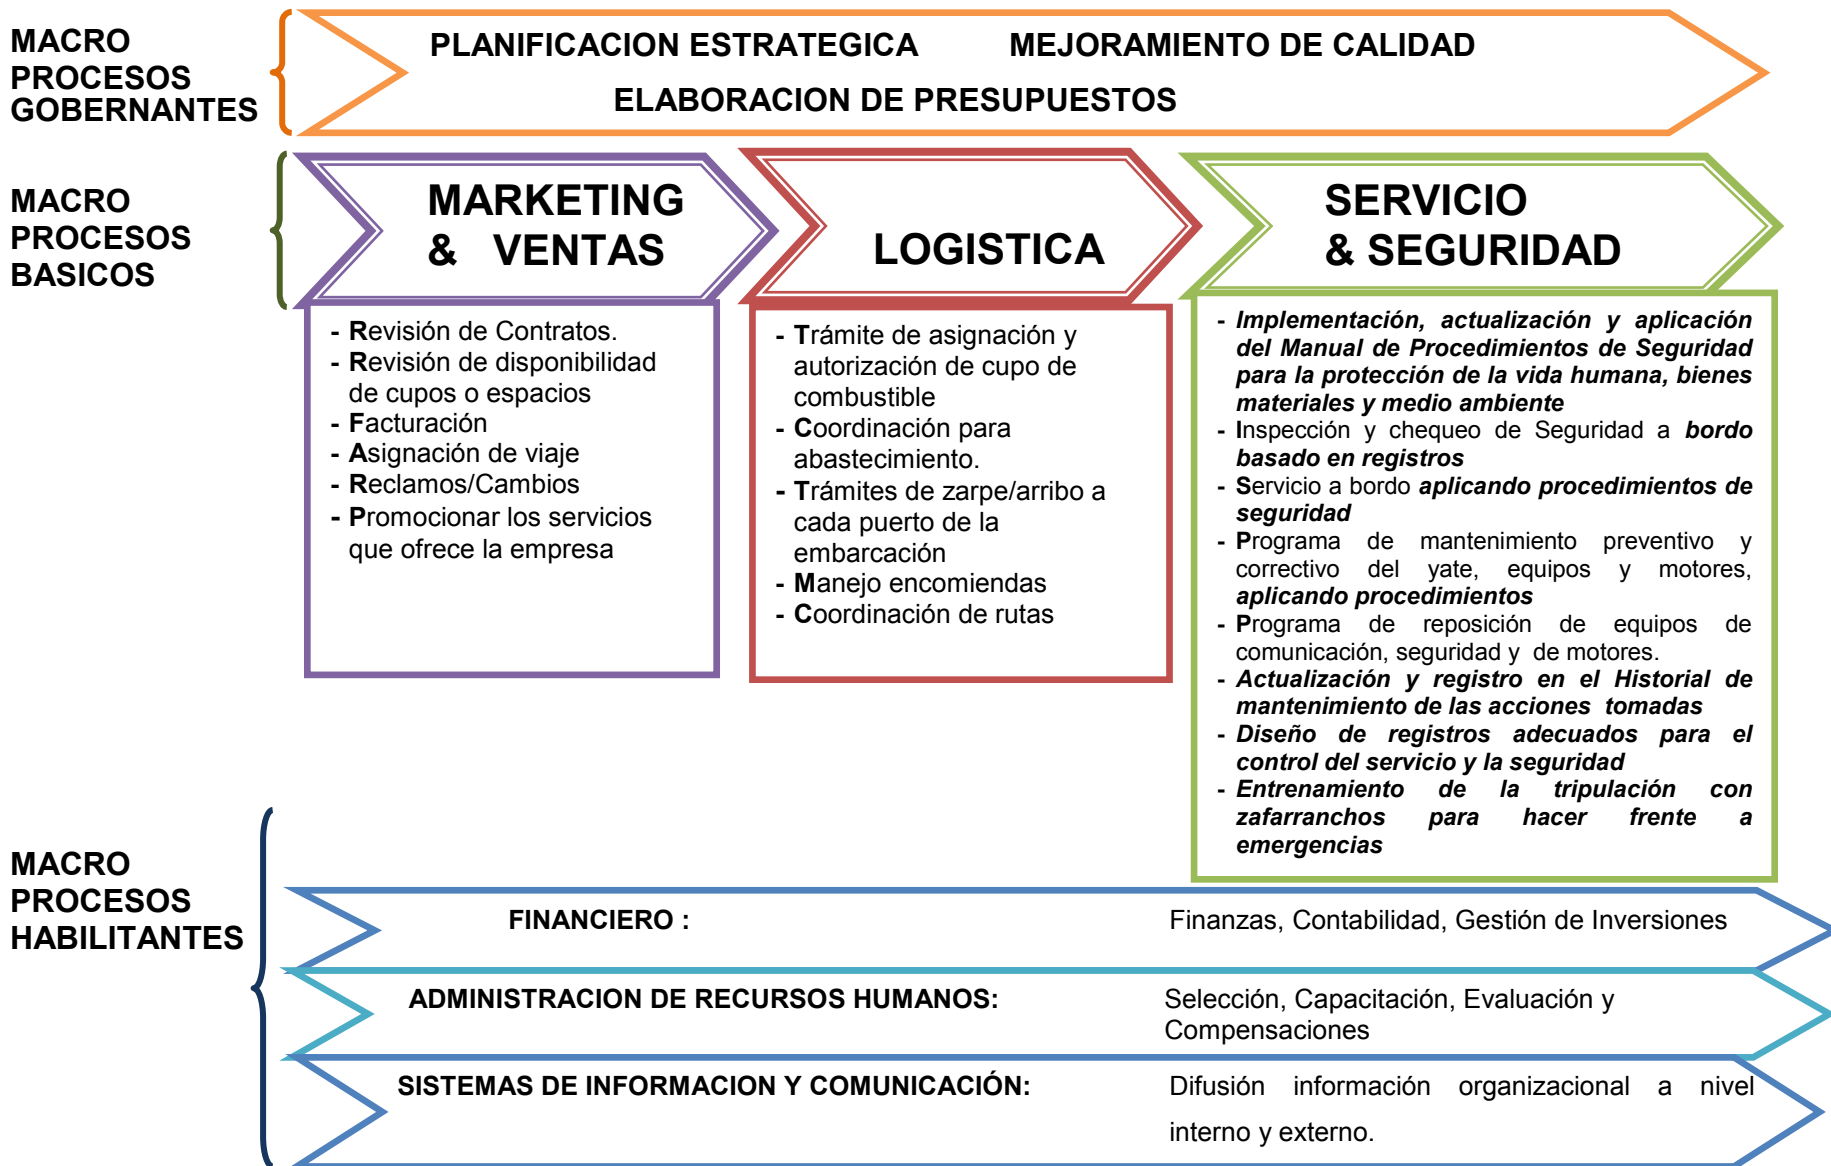 MACRO
PROCESOS
GOBERNANTES
PLANIFICACION ESTRATEGICA MEJORAMIENTO DE CALIDAD
ELABORACION DE PRESUPUESTOS
MACRO
PROCESOS
BASICOS
MARKETING
& VENTAS
- Revisión de Contratos.
- Revisión de disponibilidad
de cupos o espacios
- Facturación
- Asignación de viaje
- Reclamos/Cambios
- Promocionar los servicios
que ofrece la empresa
LOGISTICA
- Trámite de asignación y
autorización de cupo de
combustible
- Coordinación para
abastecimiento.
- Trámites de zarpe/arribo a
cada puerto de la
embarcación
- Manejo encomiendas
- Coordinación de rutas
SERVICIO
& SEGURIDAD
- Implementación, actualización y aplicación
del Manual de Procedimientos de Seguridad
para la protección de la vida humana, bienes
materiales y medio ambiente
- Inspección y chequeo de Seguridad a bordo
basado en registros
- Servicio a bordo aplicando procedimientos de
seguridad
- Programa de mantenimiento preventivo y
correctivo del yate, equipos y motores,
aplicando procedimientos
- Programa de reposición de equipos de
comunicación, seguridad y de motores.
- Actualización y registro en el Historial de
mantenimiento de las acciones tomadas
- Diseño de registros adecuados para el
control del servicio y la seguridad
- Entrenamiento de la tripulación con
zafarranchos para hacer frente a
emergencias
MACRO
PROCESOS
HABILITANTES
FINANCIERO : Finanzas, Contabilidad, Gestión de Inversiones
ADMINISTRACION DE RECURSOS HUMANOS: Selección, Capacitación, Evaluación y
Compensaciones
SISTEMAS DE INFORMACION Y COMUNICACIÓN: Difusión información organizacional a nivel
interno y externo.